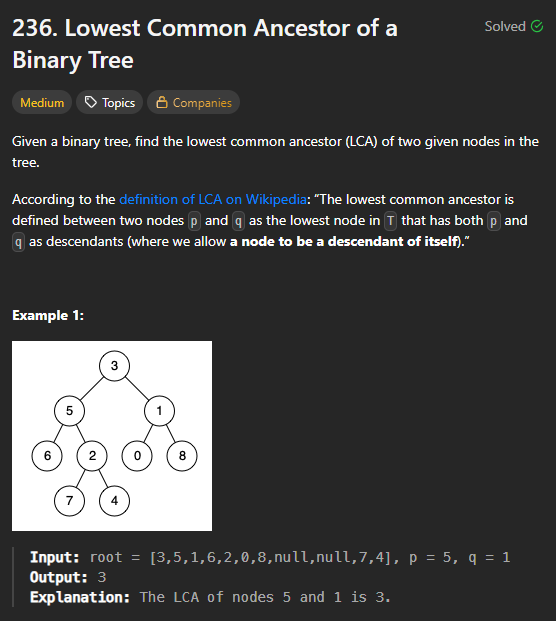 236. Lowest Common Ancestor of a
Solved
Binary Tree
Medium
Topics
Companies
Given a binary tree, find the lowest common ancestor (LCA) of two given nodes in the
tree.
According to the definition of LCA on Wikipedia: “The lowest common ancestor is
defined between two nodes p and q as the lowest node in T that has both p and
q as descendants (where we allow a node to be a descendant of itself).”
Example 1:
3
5 1
6 2 0 8
7 4
Input: root = [3,5,1,6,2,0,8,null,null,7,4], p = 5, q = 1
Output: 3
Explanation: The LCA of nodes 5 and 1 is 3.